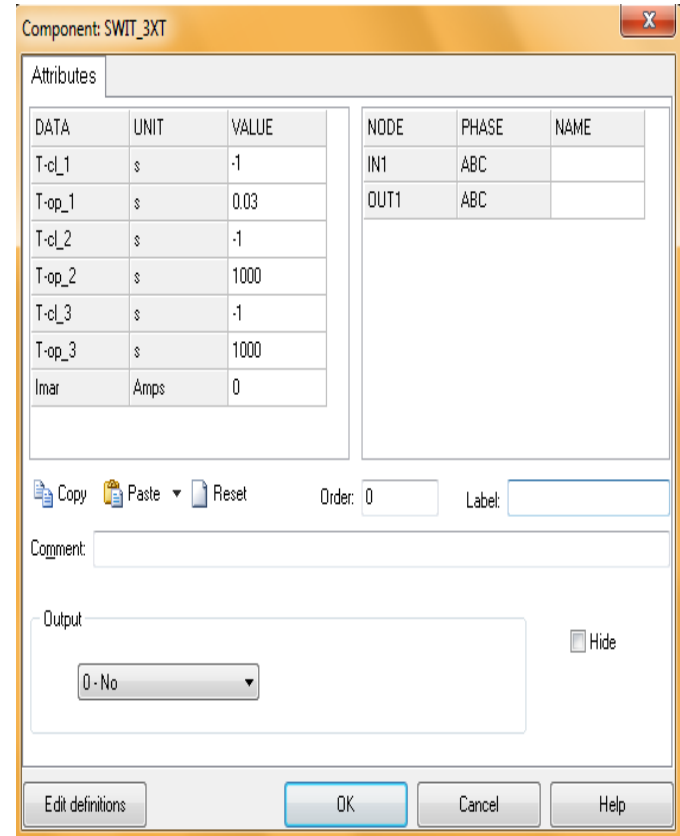 Component: SWIT_3XT
X
Attributes
DATA UNIT VALUE
T-cl_1 s -1
T-op_1 s 0.03
T-cl_2 s -1
T-op_2 s 1000
T-cl_3 s -1
T-op_3 s 1000
Imar Amps 0
NODE PHASE NAME
IN1 ABC
OUT1 ABC
Copy Paste Reset Order: 0 Label:
Comment:
Output
0 - No
Hide
Edit definitions OK Cancel Help